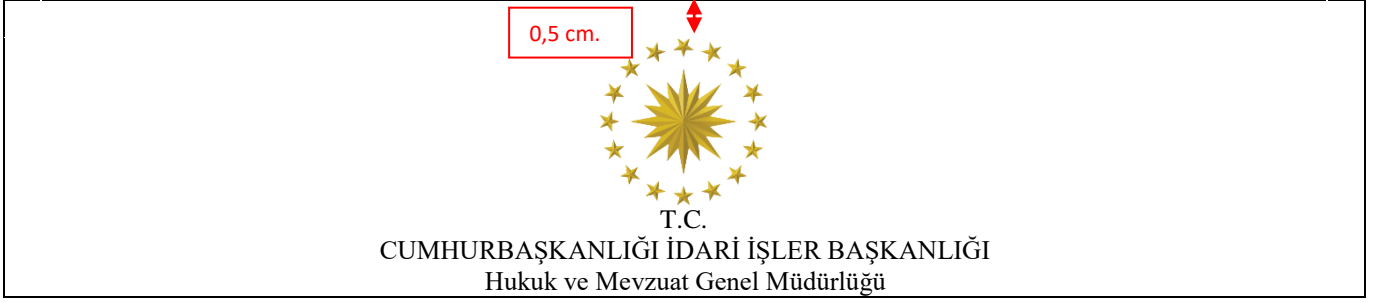 0,5 cm.
T.C.
CUMHURBAŞKANLIĞI İDARİ İŞLER BAŞKANLIĞI
Hukuk ve Mevzuat Genel Müdürlüğü